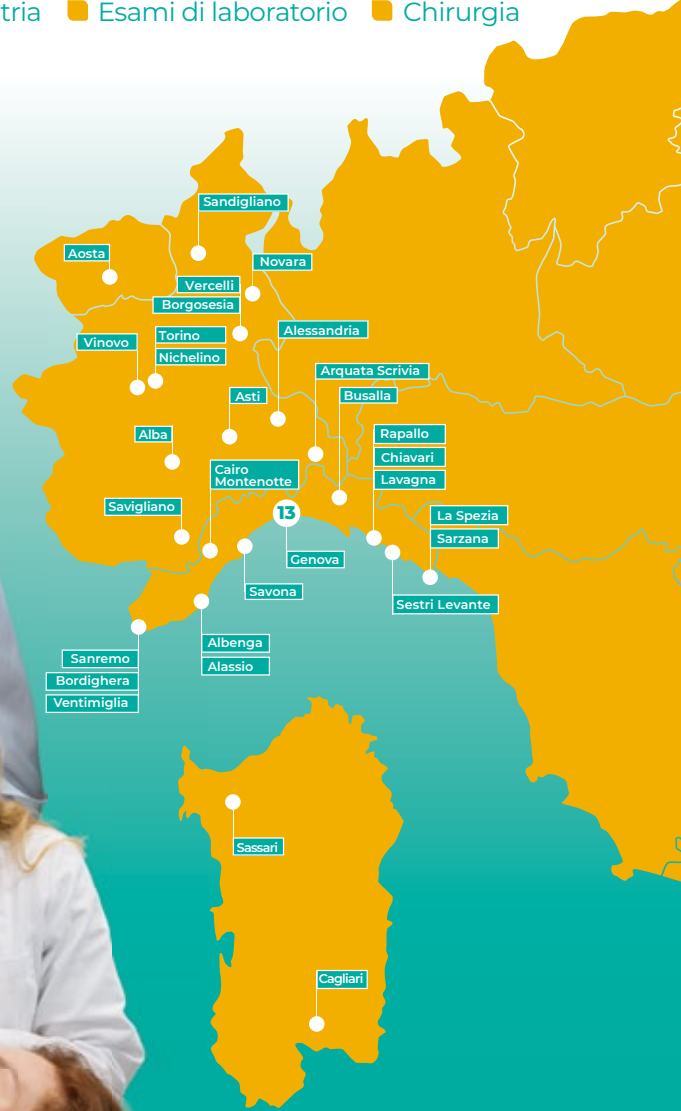 tria Esami di laboratorio Chirurgia
Sandigliano
Aosta
Novara
Vercelli
Borgosesia
Alessandria
Torino
Vinovo
Nichelino
Arquata Scrivia
Asti
Busalla
Alba
Rapallo
Chiavari
Cairo
Montenotte
Lavagna
Savigliano
13
La Spezia
Sarzana
Genova
Savona
Sestri Levante
Albenga
Sanremo
Alassio
Bordighera
Ventimiglia
Sassari
Cagliari